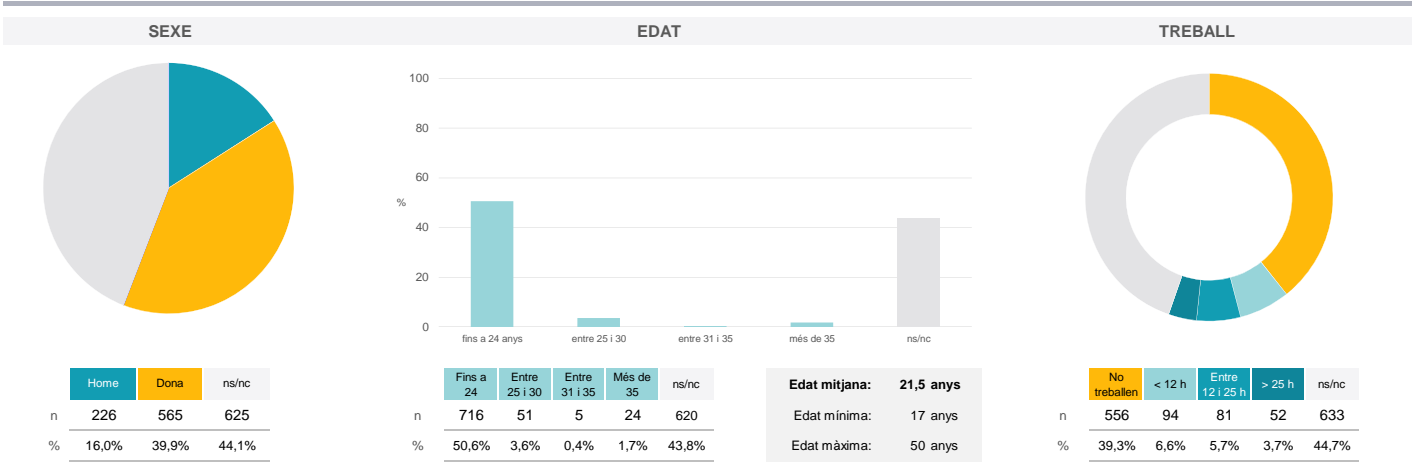 SEXE EDAT TREBALL
100
80
60
%
40
20
0
fins a 24 anys entre 25 i 30 entre 31 i 35 més de 35 ns/nc
Home Dona ns/nc
n 226 565 625
% 16,0% 39,9% 44,1%
Fins a 24 Entre 25 i 30 Entre 31 i 35 Més de 35 ns/nc
n 716 51 5 24 620
% 50,6% 3,6% 0,4% 1,7% 43,8%
Edat mitjana: 21,5 anys
Edat mínima: 17 anys
Edat màxima: 50 anys
No treballen < 12 h Entre 12 i 25 h > 25 h ns/nc
n 556 94 81 52 633
% 39,3% 6,6% 5,7% 3,7% 44,7%